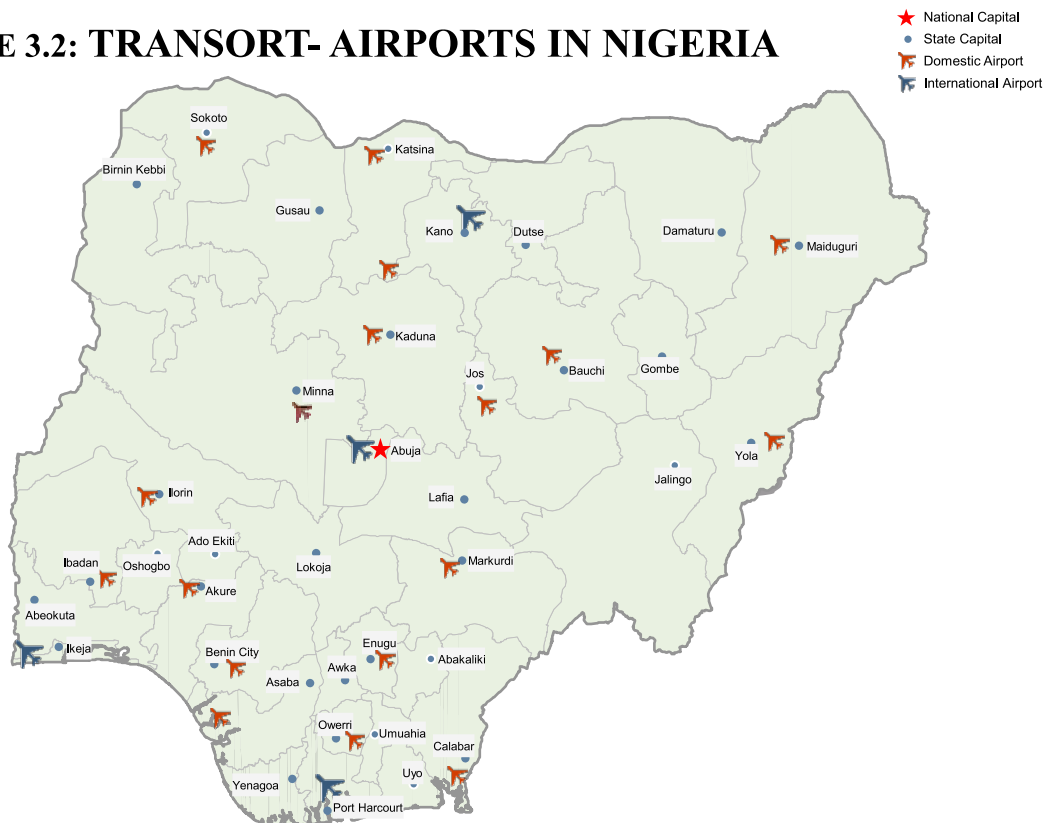 E 3.2: TRANSORT- AIRPORTS IN NIGERIA
National Capital
State Capital
Domestic Airport
International Airport
Sokoto
Katsina
Birnin Kebbi
Gusau
Kano
Dutse
Damaturu
Maiduguri
Kaduna
Jos
Bauchi
Gombe
Minna
Abuja
Yola
Jalingo
Ilorin
Lafia
Ado Ekiti
Ibadan
Oshogbo
Lokoja
Markurdi
Akure
Abeokuta
Ikeja
Benin City
Enugu
Abakaliki
Awka
Asaba
Owerri
Umuahia
Calabar
Uyo
Yenagoa
Port Harcourt